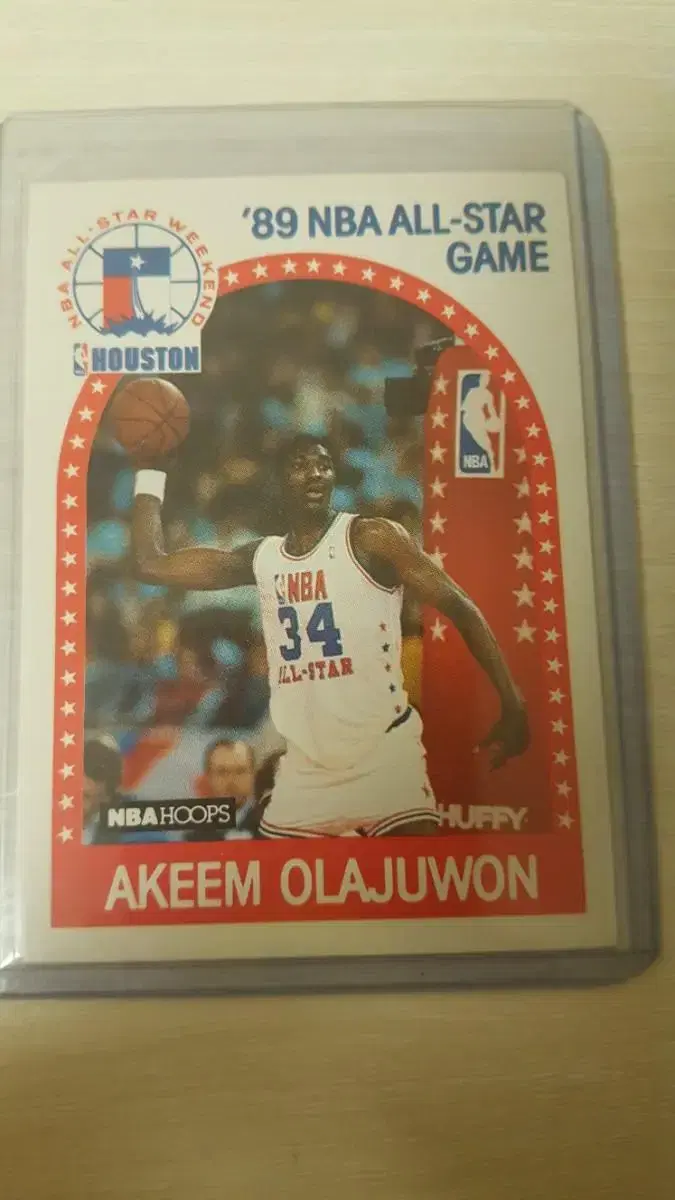 '89 NBA ALL-STAR
GAME
NBA ALL-STAR WEEKEND
HOUSTON
NBA
NBA
34
ALL-STAR
NBA HOOPS
HUFFY
AKEEM OLAJUWON